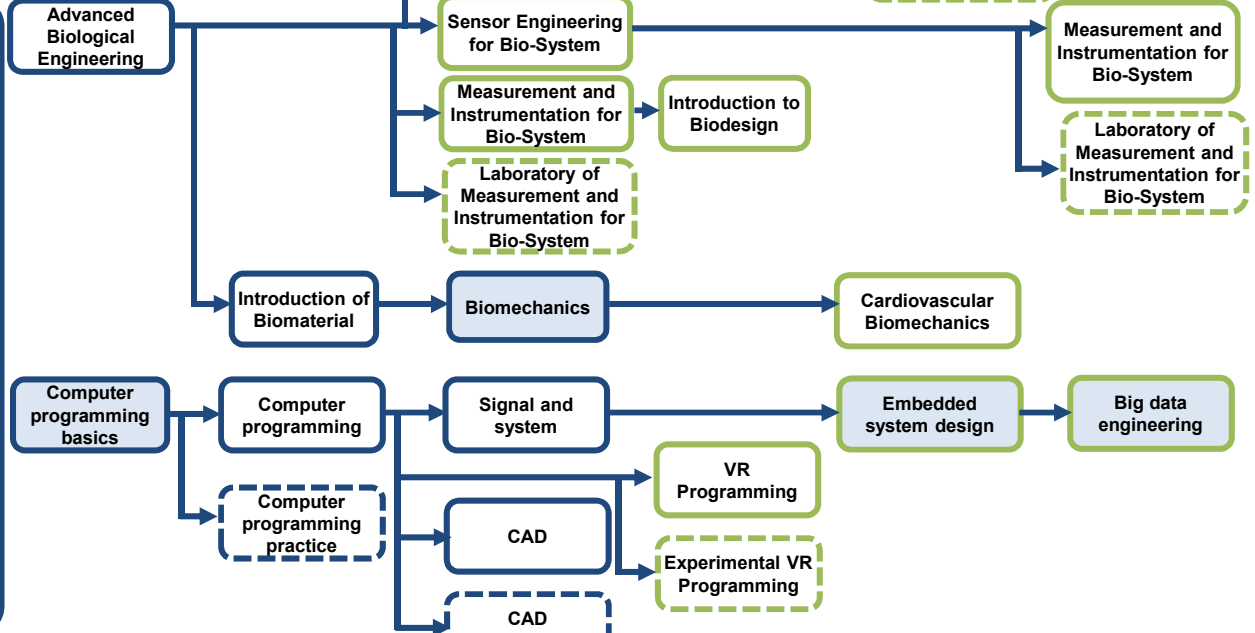 Advanced
Biological
Engineering
Sensor Engineering
for Bio-System
Measurement and
Instrumentation for
Bio-System
Measurement and
Instrumentation for
Bio-System
Introduction to
Biodesign
Laboratory of
Measurement and
Instrumentation for
Bio-System
Laboratory of
Measurement and
Instrumentation for
Bio-System
Introduction of
Biomaterial
Biomechanics
Cardiovascular
Biomechanics
Computer
programming
basics
Computer
programming
Signal and
system
Embedded
system design
Big data
engineering
VR
Programming
Computer
programming
practice
CAD
Experimental VR
Programming
CAD